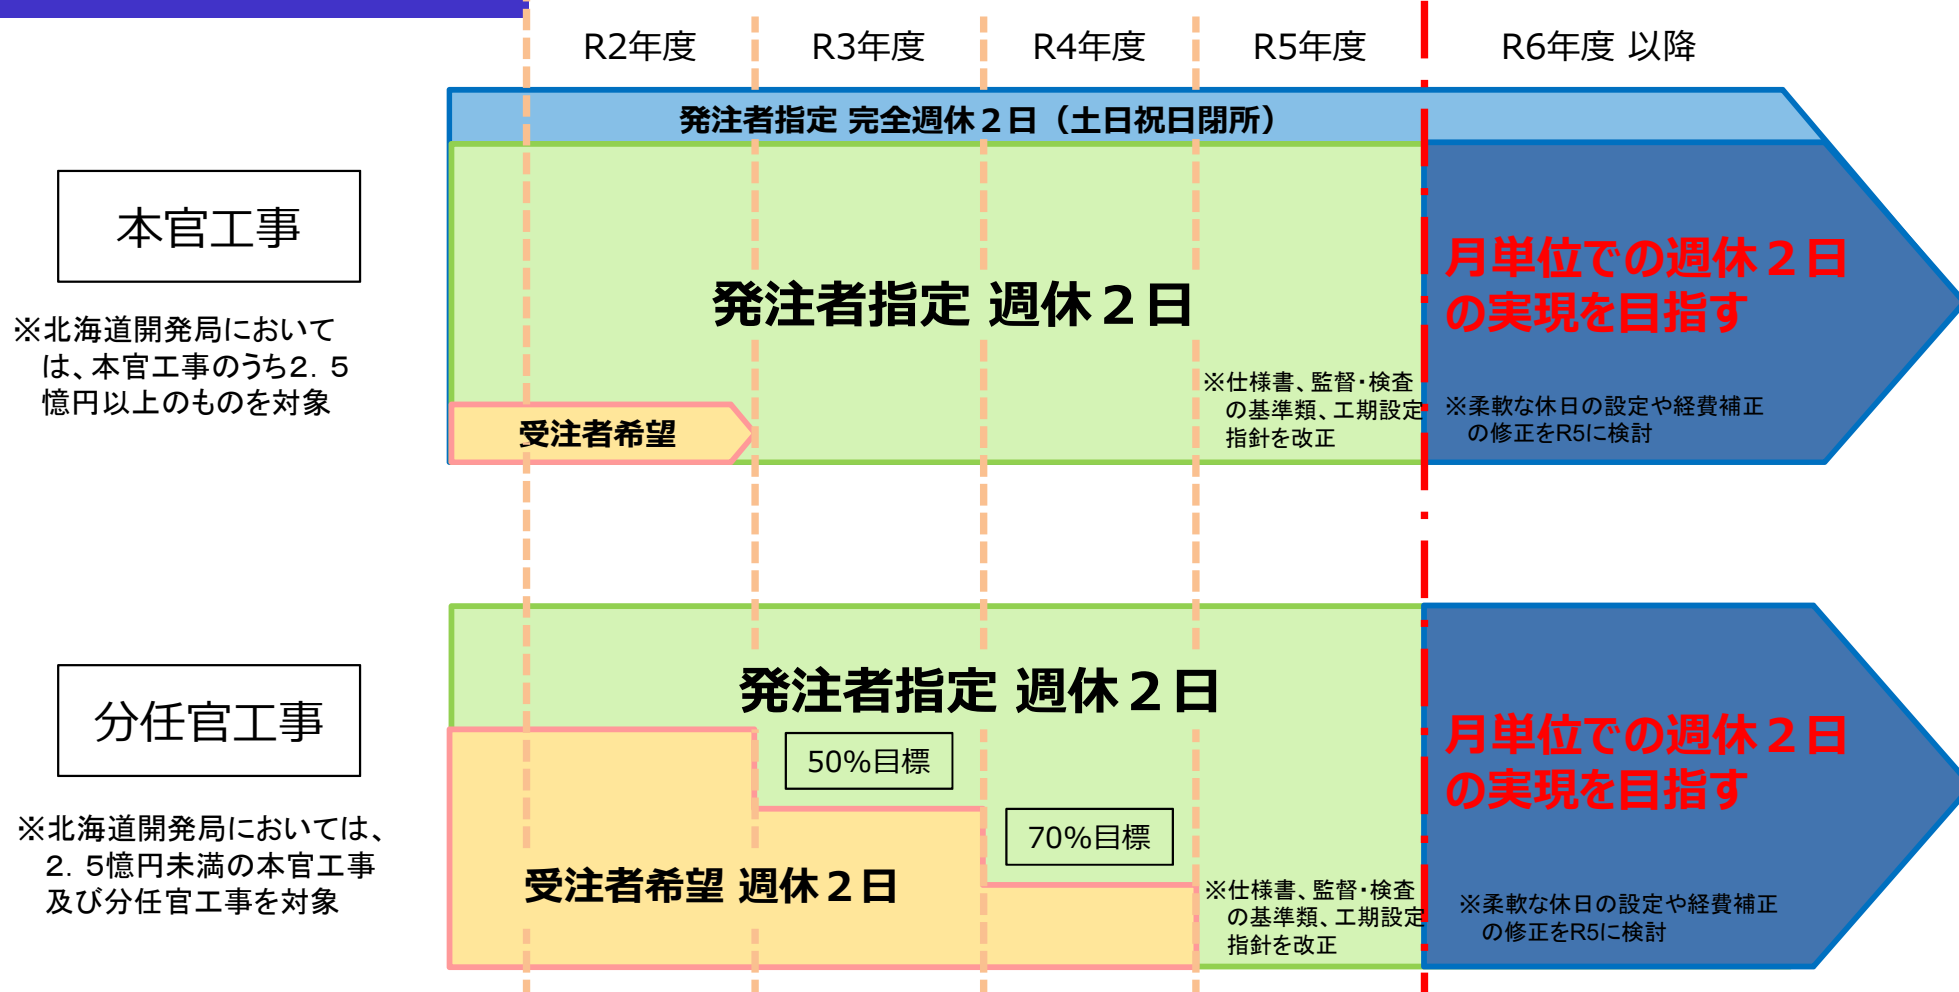 R2年度
R3年度
R4年度
R5年度
R6年度 以降
発注者指定 完全週休２日（土日祝日閉所）
本官工事
※北海道開発局において
は、本官工事のうち２．５
憶円以上のものを対象
発注者指定 週休２日
受注者希望
※仕様書、監督・検査
の基準類、工期設定
指針を改正
月単位での週休２日
の実現を目指す
※柔軟な休日の設定や経費補正
の修正をR5に検討
分任官工事
※北海道開発局においては、
２．５憶円未満の本官工事
及び分任官工事を対象
発注者指定 週休２日
50%目標
70%目標
受注者希望 週休２日
※仕様書、監督・検査
の基準類、工期設定
指針を改正
月単位での週休２日
の実現を目指す
※柔軟な休日の設定や経費補正
の修正をR5に検討